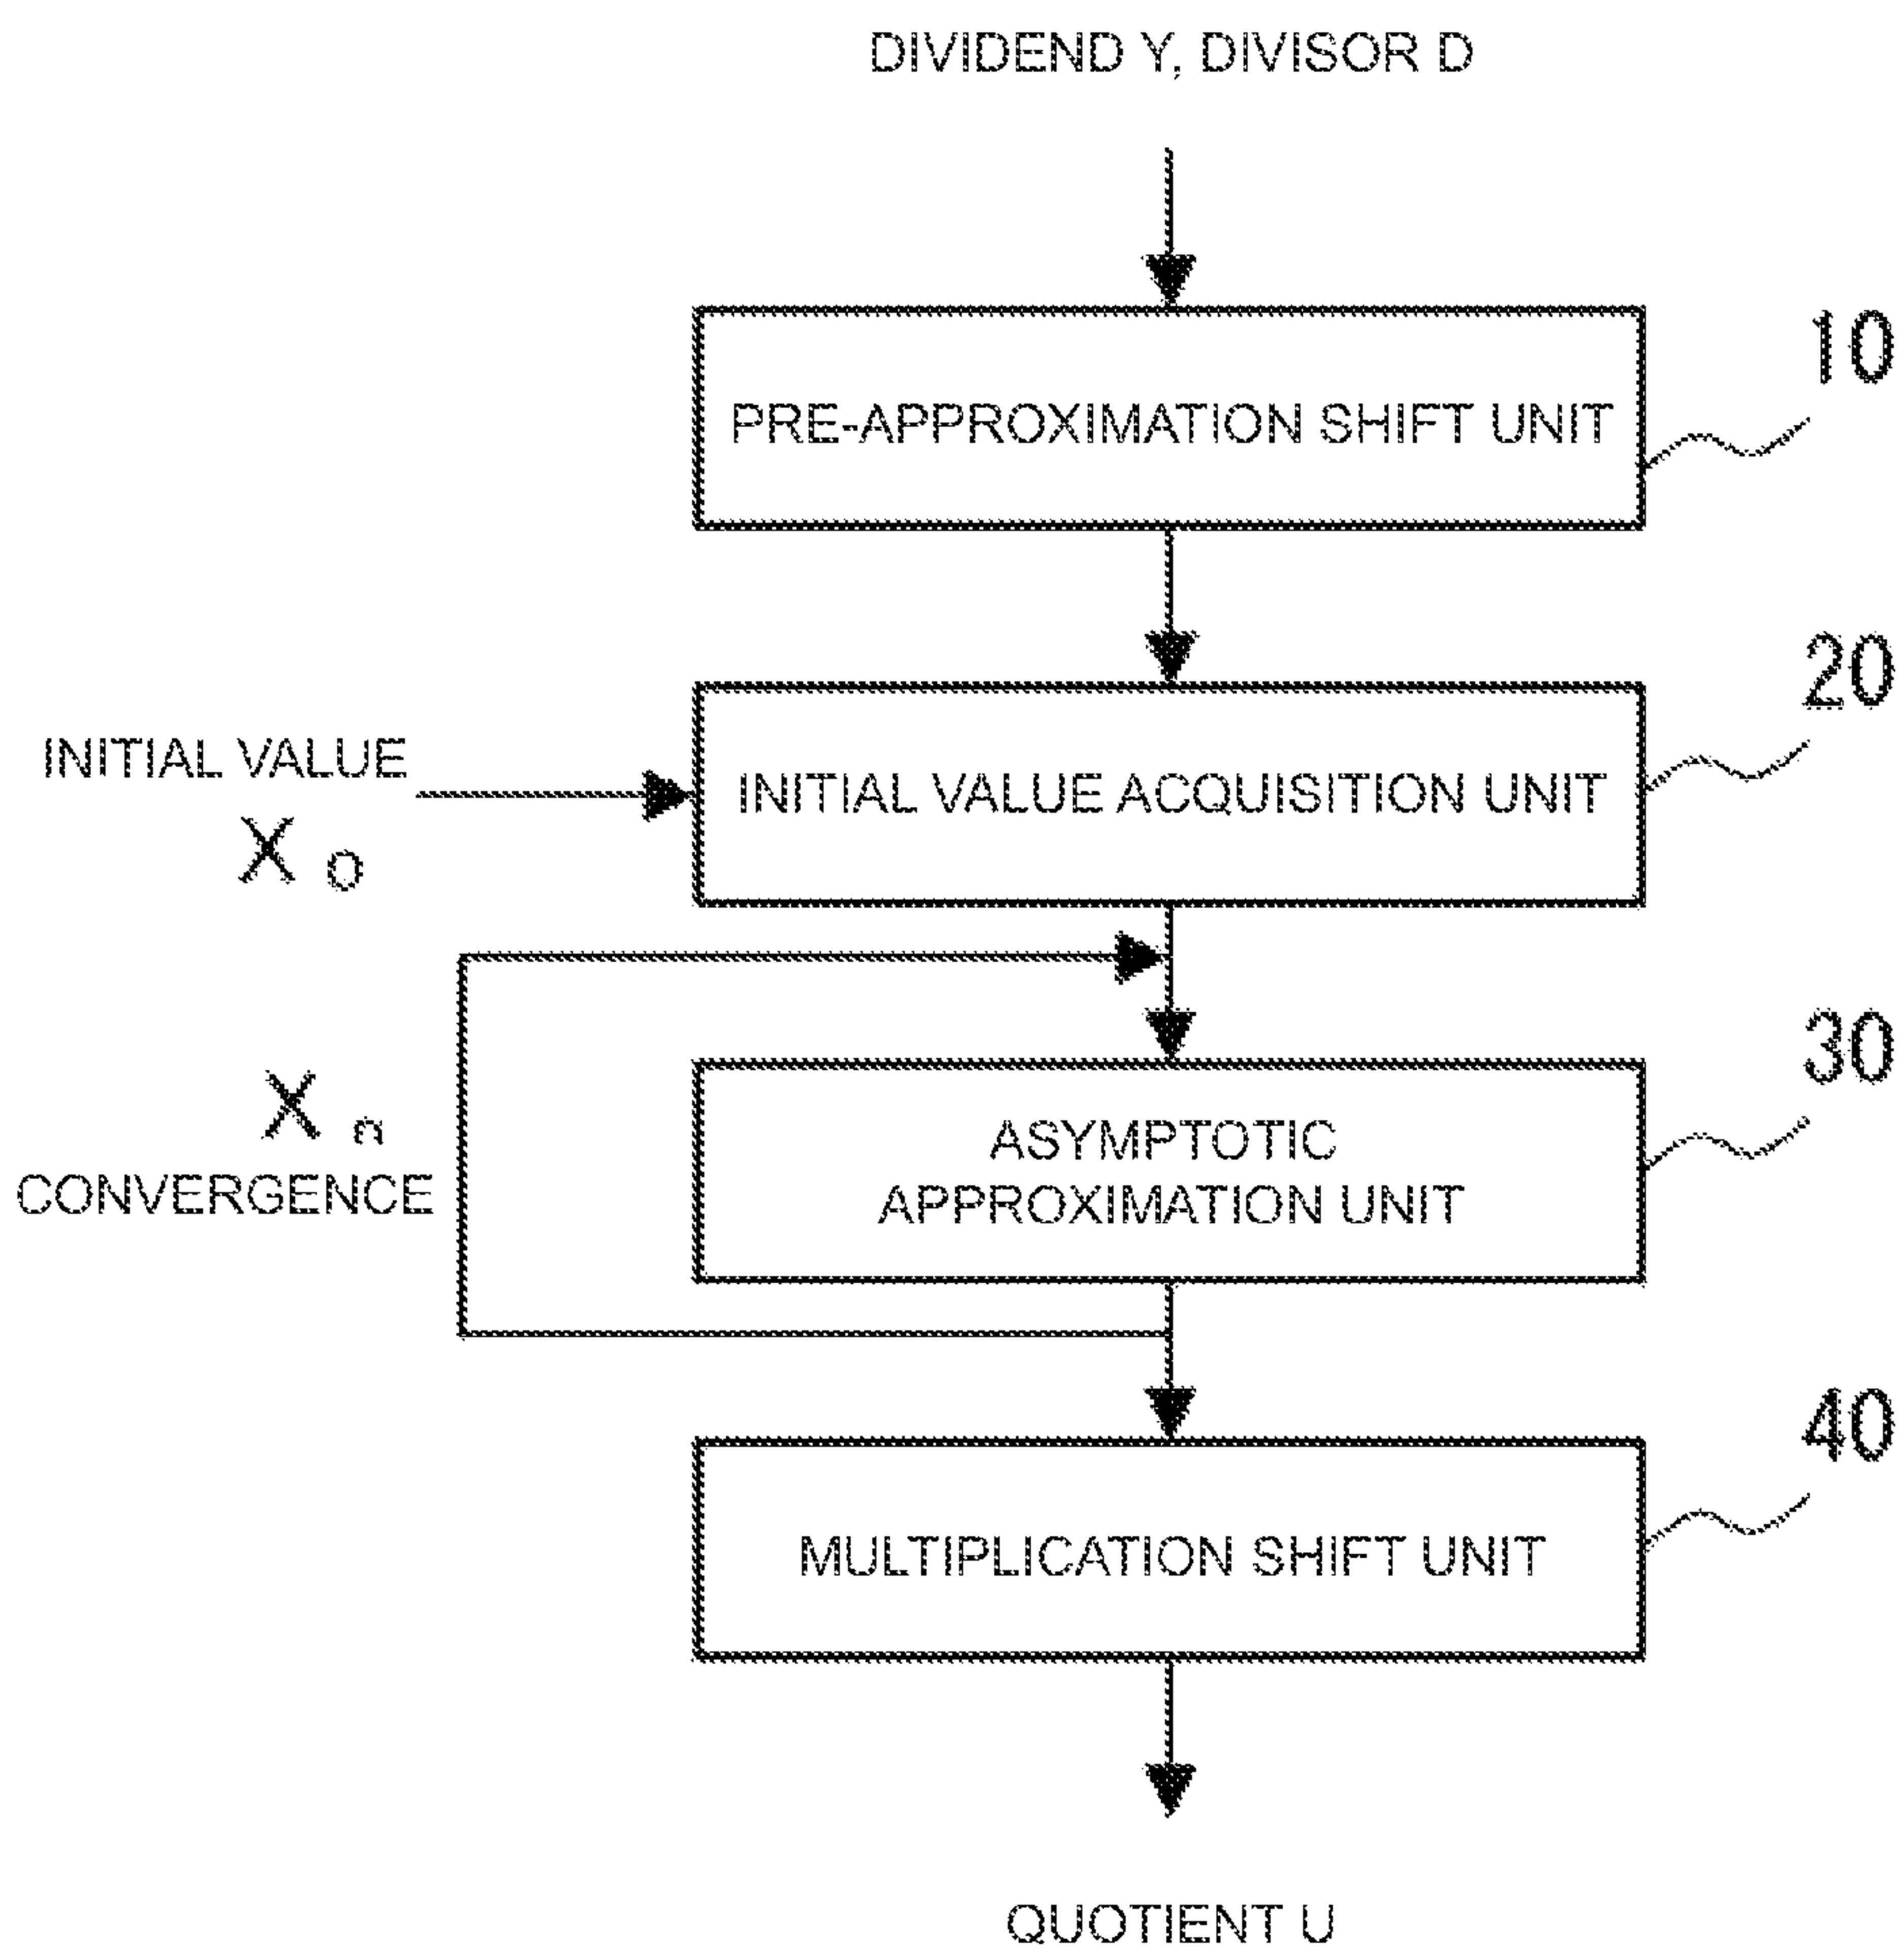 DIVIDEND Y, DIVISOR D
10
PRE-APPROXIMATION SHIFT UNIT
20
INITIAL VALUE
X 0
INITIAL VALUE ACQUISITION UNIT
30
X n
CONVERGENCE
ASYMPTOTIC
APPROXIMATION UNIT
40
MULTIPLICATION SHIFT UNIT
QUOTIENT U